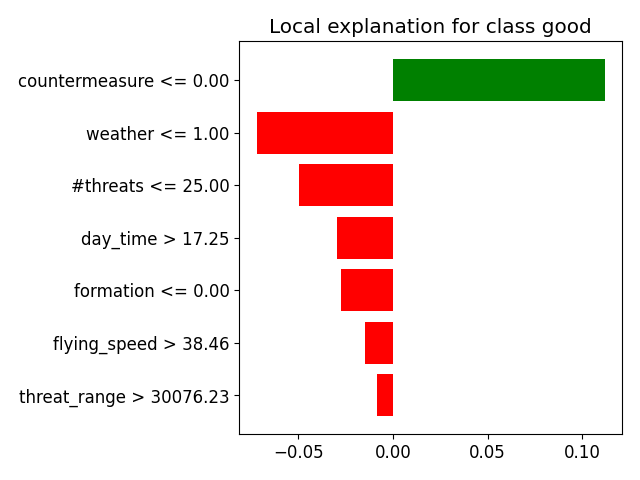 Local explanation for class good
countermeasure <= 0.00
weather <= 1.00
#threats <= 25.00
day_time > 17.25
formation <= 0.00
flying_speed > 38.46
threat_range > 30076.23
−0.05 0.00 0.05 0.10